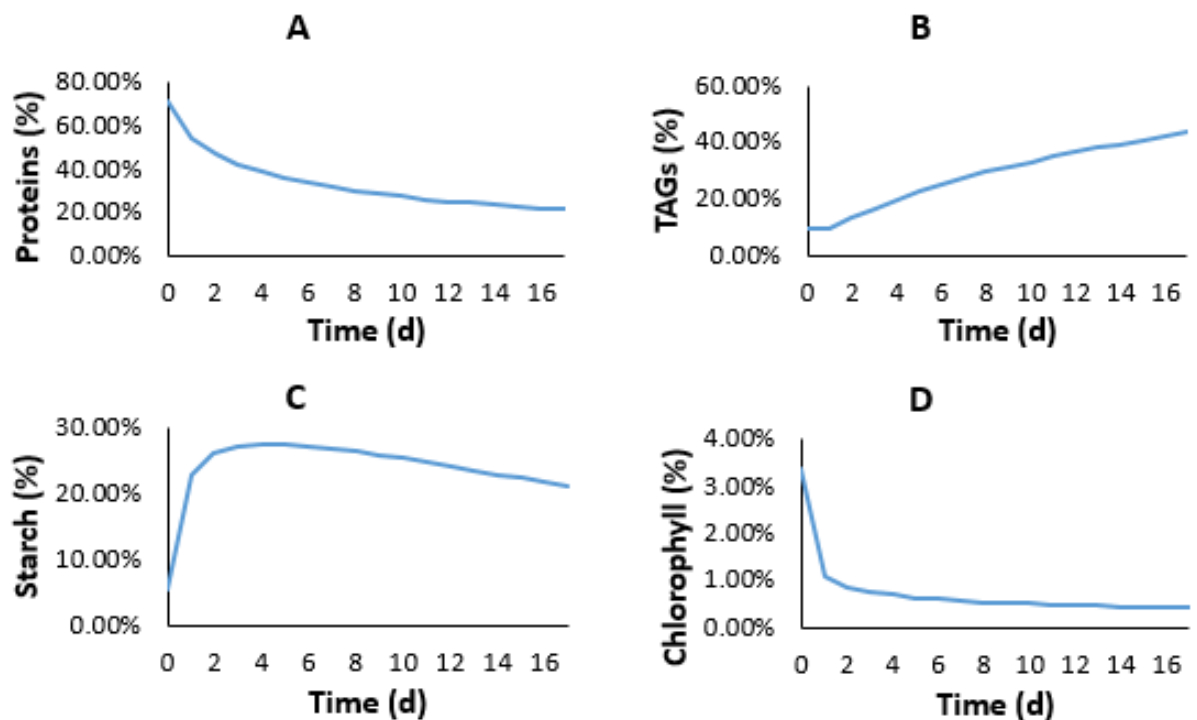 A
Proteins (%)
80.00%
60.00%
40.00%
20.00%
0.00%
0 2 4 6 8 10 12 14 16
Time (d)
B
TAGs (%)
60.00%
40.00%
20.00%
0.00%
0 2 4 6 8 10 12 14 16
Time (d)
C
Starch (%)
30.00%
20.00%
10.00%
0.00%
0 2 4 6 8 10 12 14 16
Time (d)
D
Chlorophyll (%)
4.00%
3.00%
2.00%
1.00%
0.00%
0 2 4 6 8 10 12 14 16
Time (d)